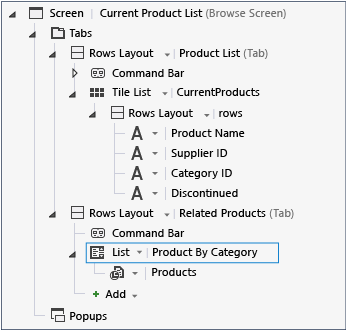 Screen | Current Product List (Browse Screen)
Tabs
Rows Layout | Product List (Tab)
Command Bar
Tile List | CurrentProducts
Rows Layout | rows
A | Product Name
A | Supplier ID
A | Category ID
A | Discontinued
Rows Layout | Related Products (Tab)
Command Bar
List | Product By Category
| Products
+ Add
Popups